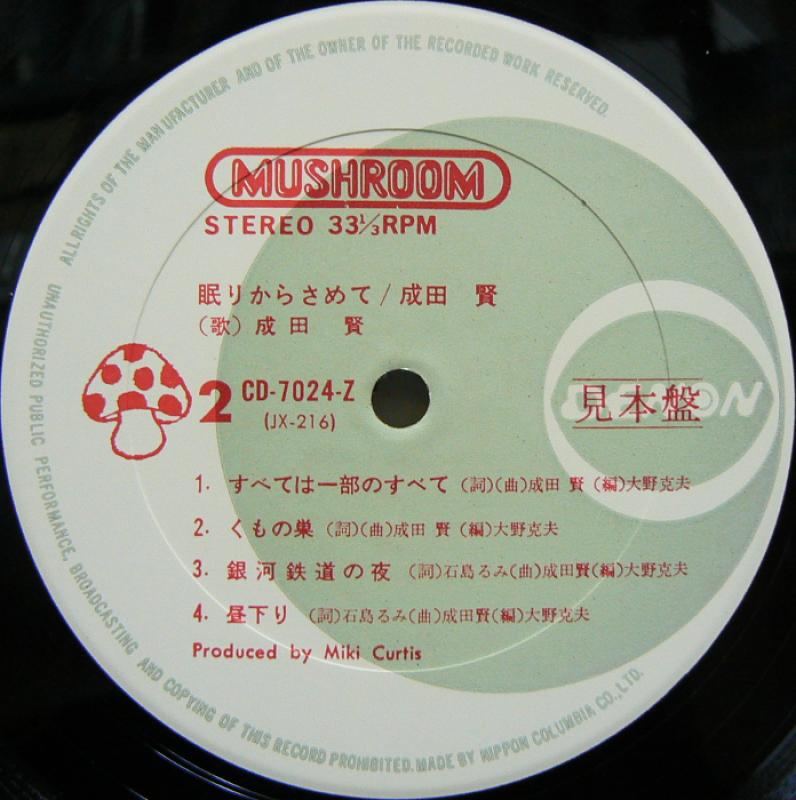 ALL RIGHTS OF THE MANUFACTURER AND OF THE OWNER OF THE RECORDED WORK RESERVED.
MUSHROOM
STEREO 33⅓RPM
眠りからさめて/成田 賢
(歌)成田 賢
2 CD-7024-Z
(JX-216)
DENON
見本盤
1. すべては一部のすべて (詞)(曲)成田 賢 (編)大野克夫
2. くもの巣 (詞)(曲)成田 賢 (編)大野克夫
3. 銀河鉄道の夜 (詞)石島るみ(曲)成田賢(編)大野克夫
4. 昼下り (詞)石島るみ(曲)成田賢(編)大野克夫
Produced by Miki Curtis
UNAUTHORIZED PUBLIC PERFORMANCE, BROADCASTING AND COPYING OF THIS RECORD PROHIBITED. MADE BY NIPPON COLUMBIA CO., LTD.